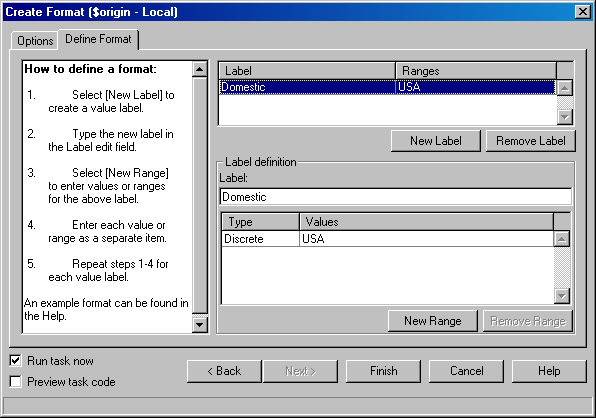 Create Format ($origin - Local)
Options
Define Format
How to define a format:
1. Select [New Label] to
create a value label.
2. Type the new label in
the Label edit field.
3. Select [New Range]
to enter values or ranges
for the above label.
4. Enter each value or
range as a separate item.
5. Repeat steps 1-4 for
each value label.
An example format can be found in
the Help.
Label Ranges
Domestic USA
New Label Remove Label
Label definition
Label:
Domestic
Type Values
Discrete USA
New Range Remove Range
Run task now
Preview task code
< Back Next > Finish Cancel Help